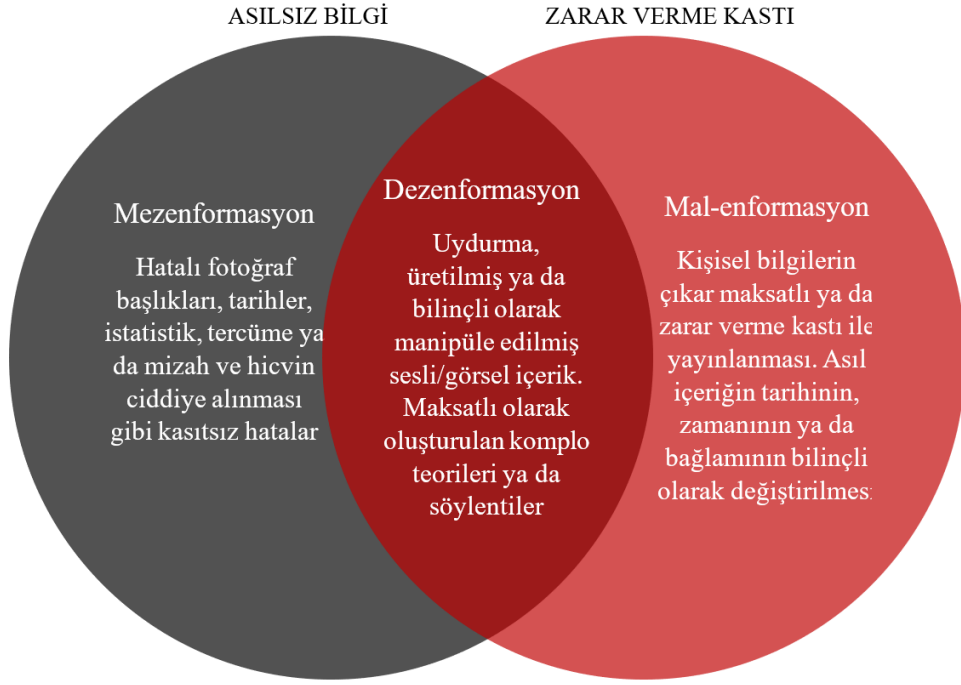 ASILSIZ BİLGİ
ZARAR VERME KASTI
Mezenformasyon
Hatalı fotoğraf
başlıkları, tarihler,
istatistik, tercüme ya
da mizah ve hicvin
ciddiye alınması
gibi kasıtsız hatalar
Dezenformasyon
Uydurma,
üretilmiş ya da
bilinçli olarak
manipüle edilmiş
sesli/görsel içerik.
Maksatlı olarak
oluşturulan komplo
teorileri ya da
söylentiler
Mal-enformasyon
Kişisel bilgilerin
çıkar maksatlı ya da
zarar verme kastı ile
yayınlanması. Asıl
içeriğin tarihinin,
zamanının ya da
bağlamının bilinçli
olarak değiştirilmesi